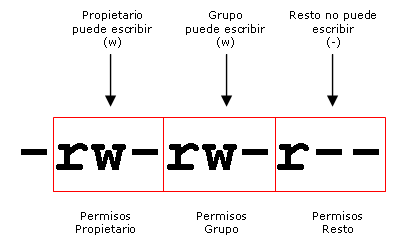 Propietario
puede escribir
(w)
Grupo
puede escribir
(w)
Resto no puede
escribir
(-)
-rw-rw-r--
Permisos
Propietario
Permisos
Grupo
Permisos
Resto